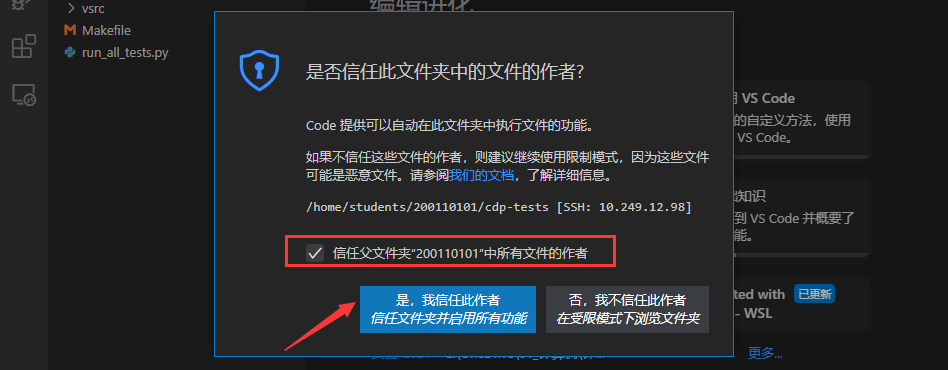 vsrc
Makefile
run_all_tests.py
编辑进化
是否信任此文件夹中的文件的作者?
Code 提供可以自动在此文件夹中执行文件的功能。
如果不信任这些文件的作者，则建议继续使用限制模式，因为这些文件
可能是恶意文件。请参阅我们的文档，了解详细信息。
/home/students/200110101/cdp-tests [SSH: 10.249.12.98]
信任父文件夹"200110101"中所有文件的作者
是，我信任此作者
信任文件夹并启用所有功能
否，我不信任此作者
在受限模式下浏览文件夹
VS Code
的自定义方法，使用
VS Code。
知识
到 VS Code 并概要了
能。
ted with 已更新
- WSL
更多...